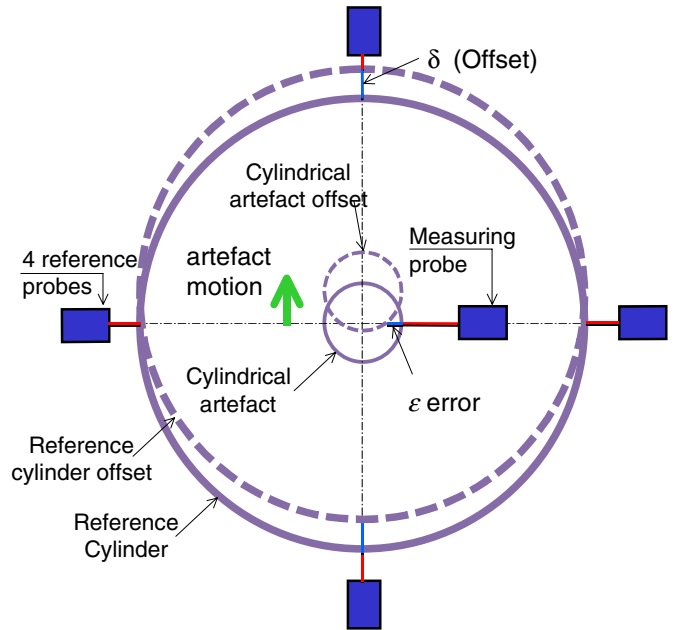 δ (Offset)
Cylindrical
artefact offset
4 reference
probes
artefact
motion
Measuring
probe
Cylindrical
artefact
ε error
Reference
cylinder offset
Reference
Cylinder